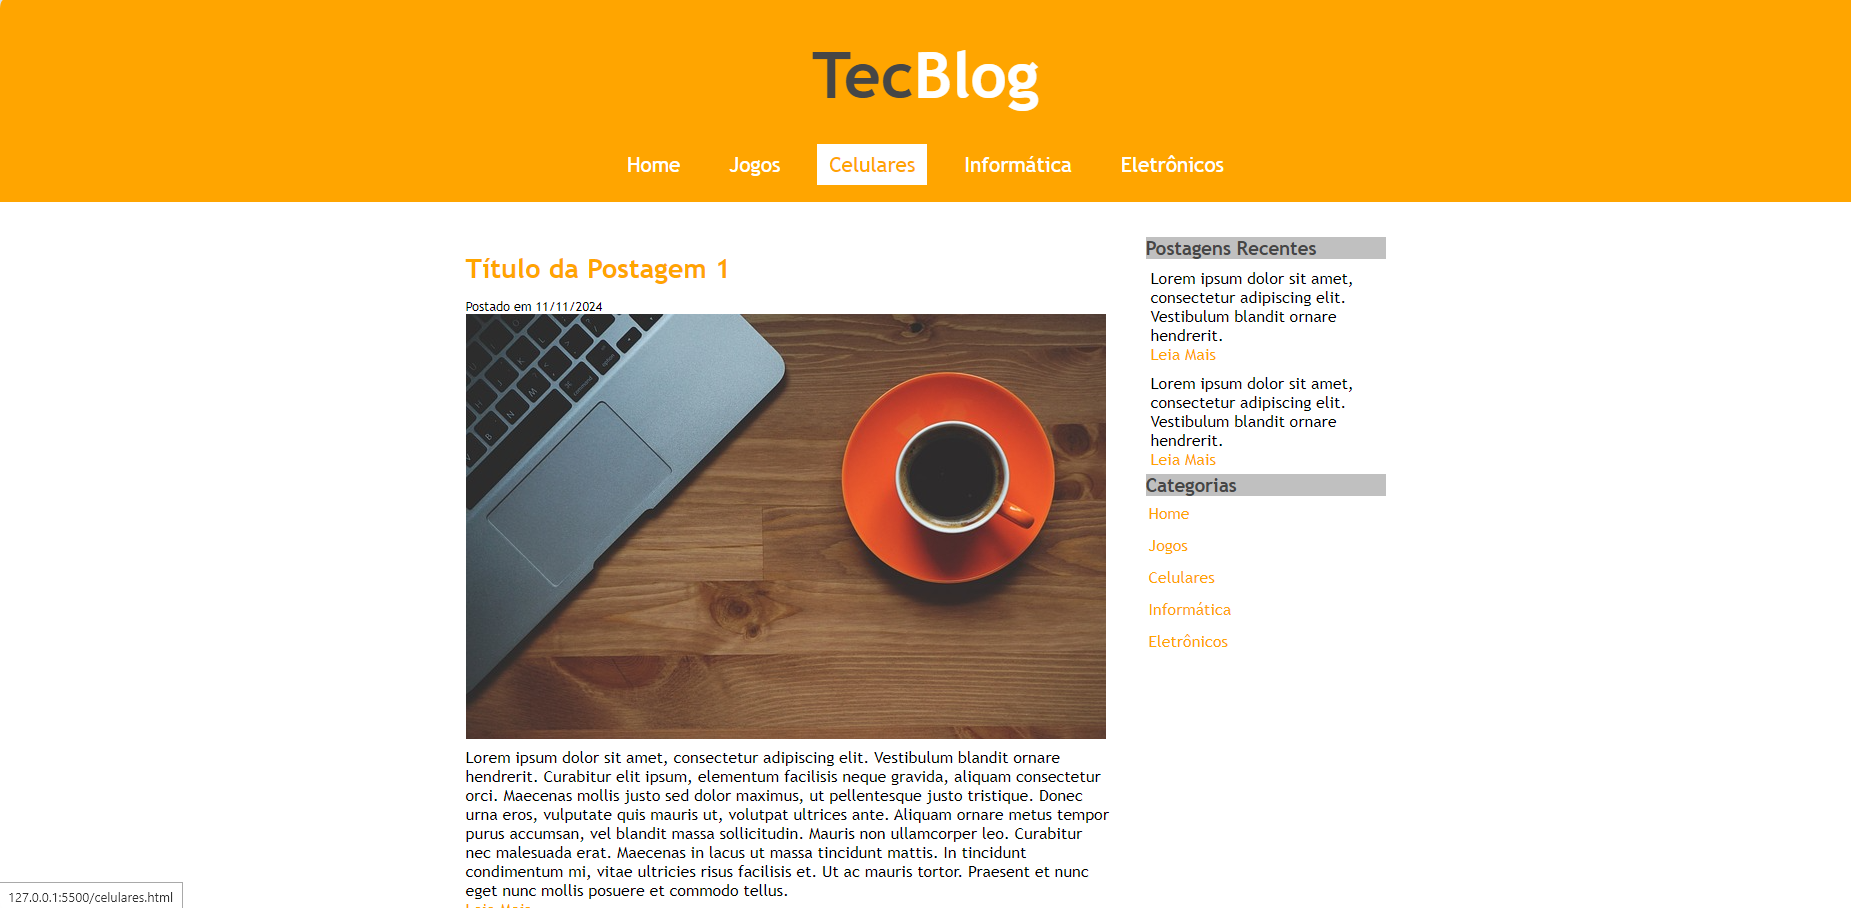 TecBlog
Home Jogos Celulares Informática Eletrônicos
Título da Postagem 1
Postado em 11/11/2024
Lorem ipsum dolor sit amet, consectetur adipiscing elit. Vestibulum blandit ornare
hendrerit. Curabitur elit ipsum, elementum facilisis neque gravida, aliquam consectetur
orci. Maecenas mollis justo sed dolor maximus, ut pellentesque justo tristique. Donec
urna eros, vulputate quis mauris ut, volutpat ultrices ante. Aliquam ornare metus tempor
purus accumsan, vel blandit massa sollicitudin. Mauris non ullamcorper leo. Curabitur
nec malesuada erat. Maecenas in lacus ut massa tincidunt mattis. In tincidunt
condimentum mi, vitae ultricies risus facilisis et. Ut ac mauris tortor. Praesent et nunc
eget nunc mollis posuere et commodo tellus.
Leia Mais
Postagens Recentes
Lorem ipsum dolor sit amet,
consectetur adipiscing elit.
Vestibulum blandit ornare
hendrerit.
Leia Mais
Lorem ipsum dolor sit amet,
consectetur adipiscing elit.
Vestibulum blandit ornare
hendrerit.
Leia Mais
Categorias
Home
Jogos
Celulares
Informática
Eletrônicos
127.0.0.1:5500/celulares.html